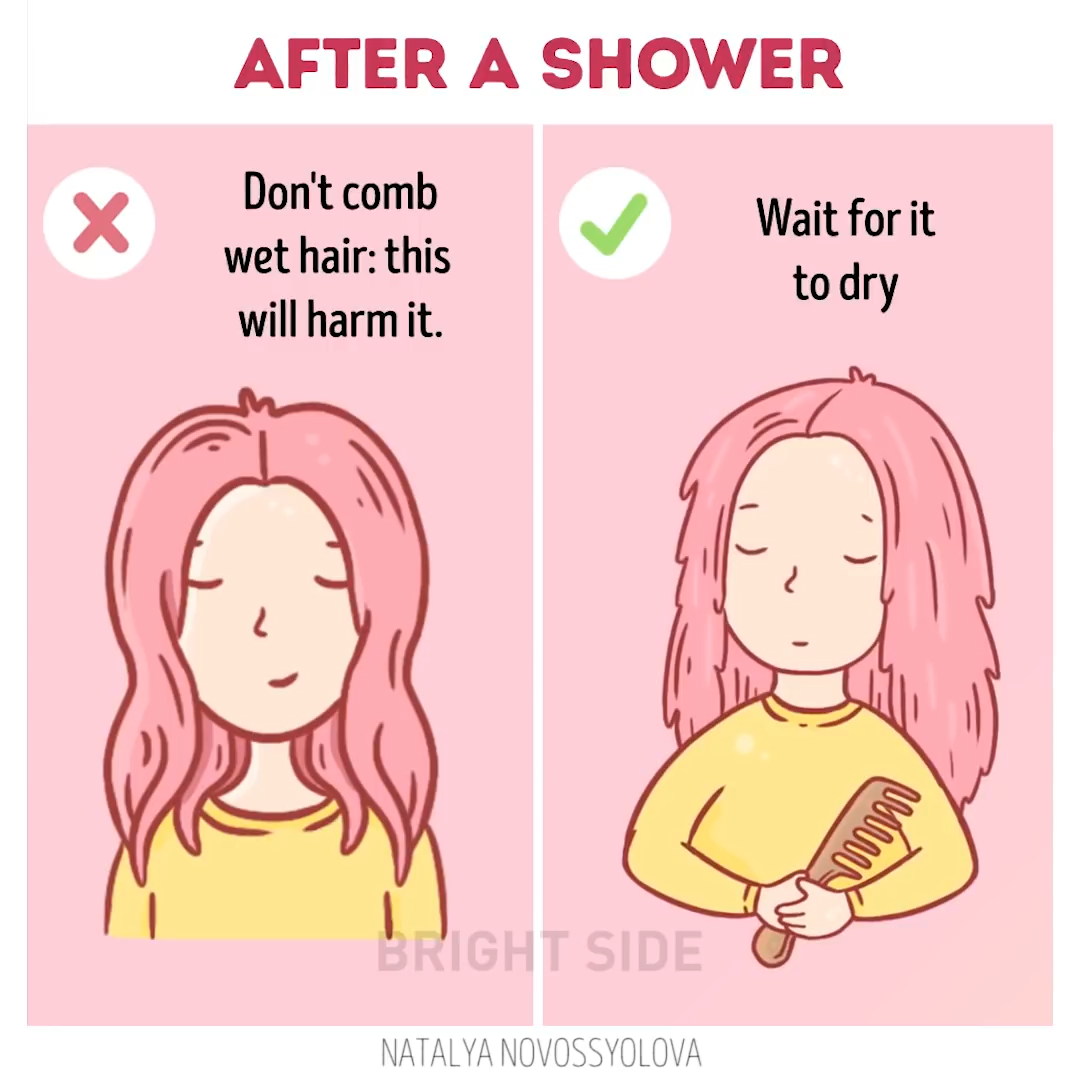 AFTER A SHOWER
Don't comb
wet hair: this
will harm it.
Wait for it
to dry
BRIGHT SIDE
NATALYA NOVOSSYOLOVA